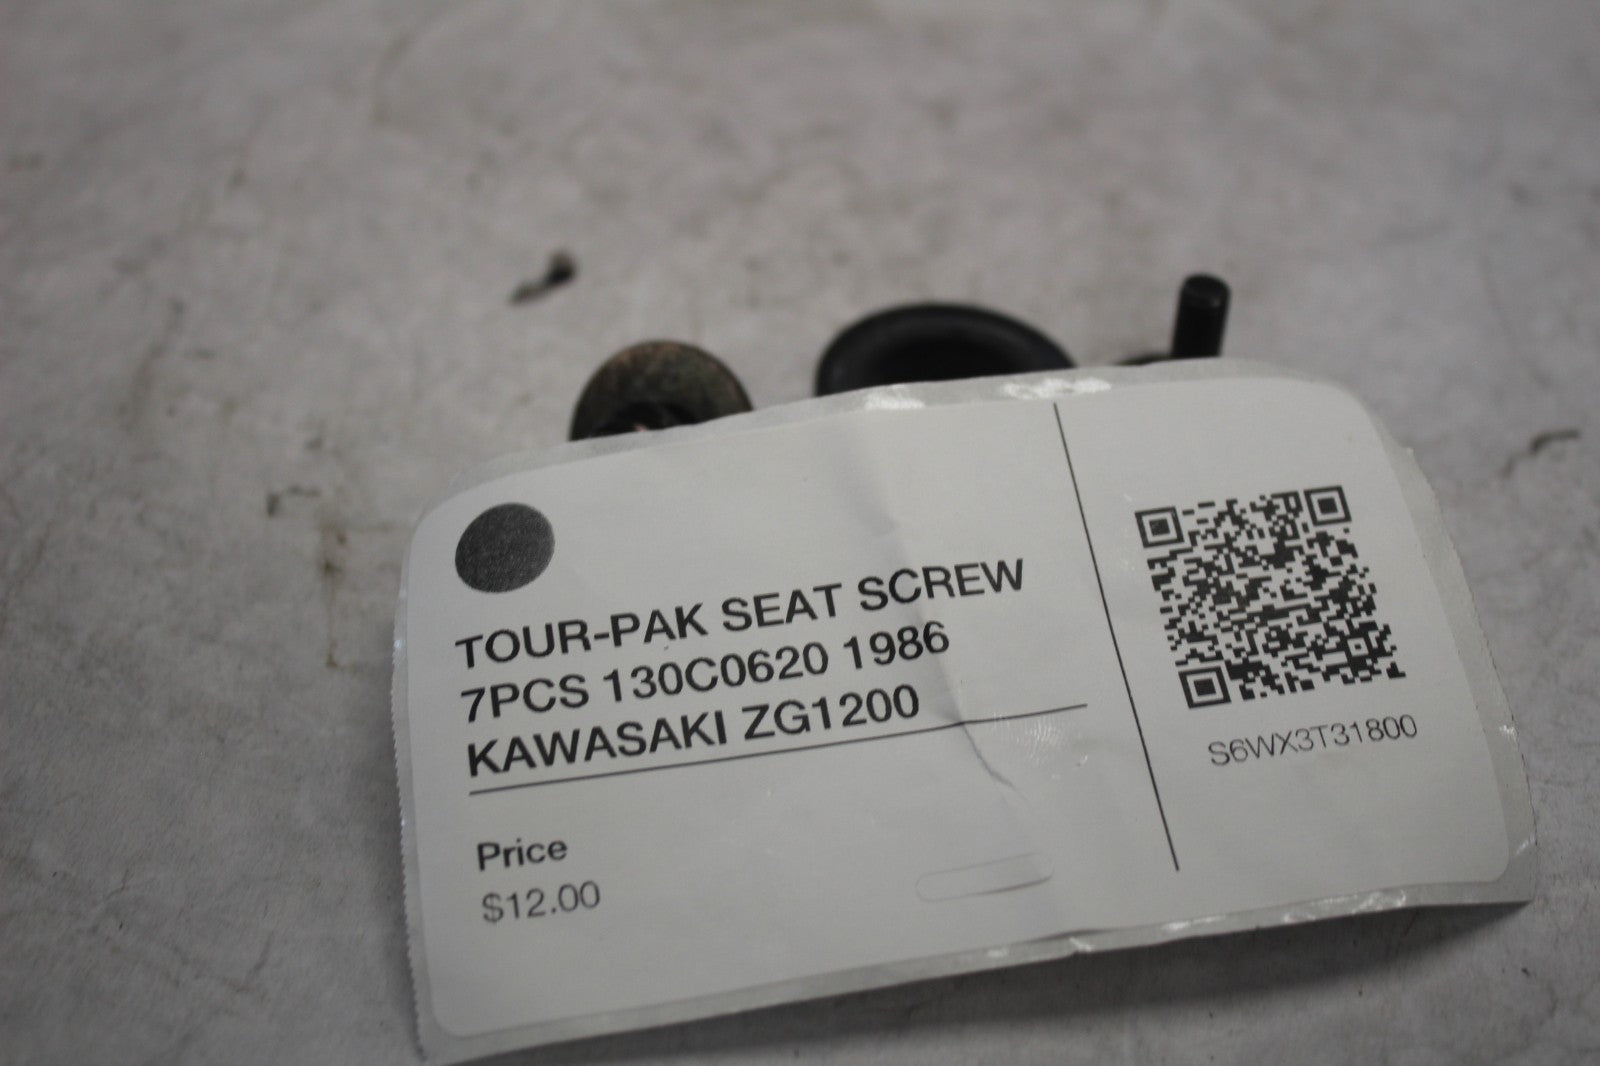 TOUR-PAK SEAT SCREW
7PCS 130C0620 1986
KAWASAKI ZG1200
Price
$12.00
S6WX3T31800